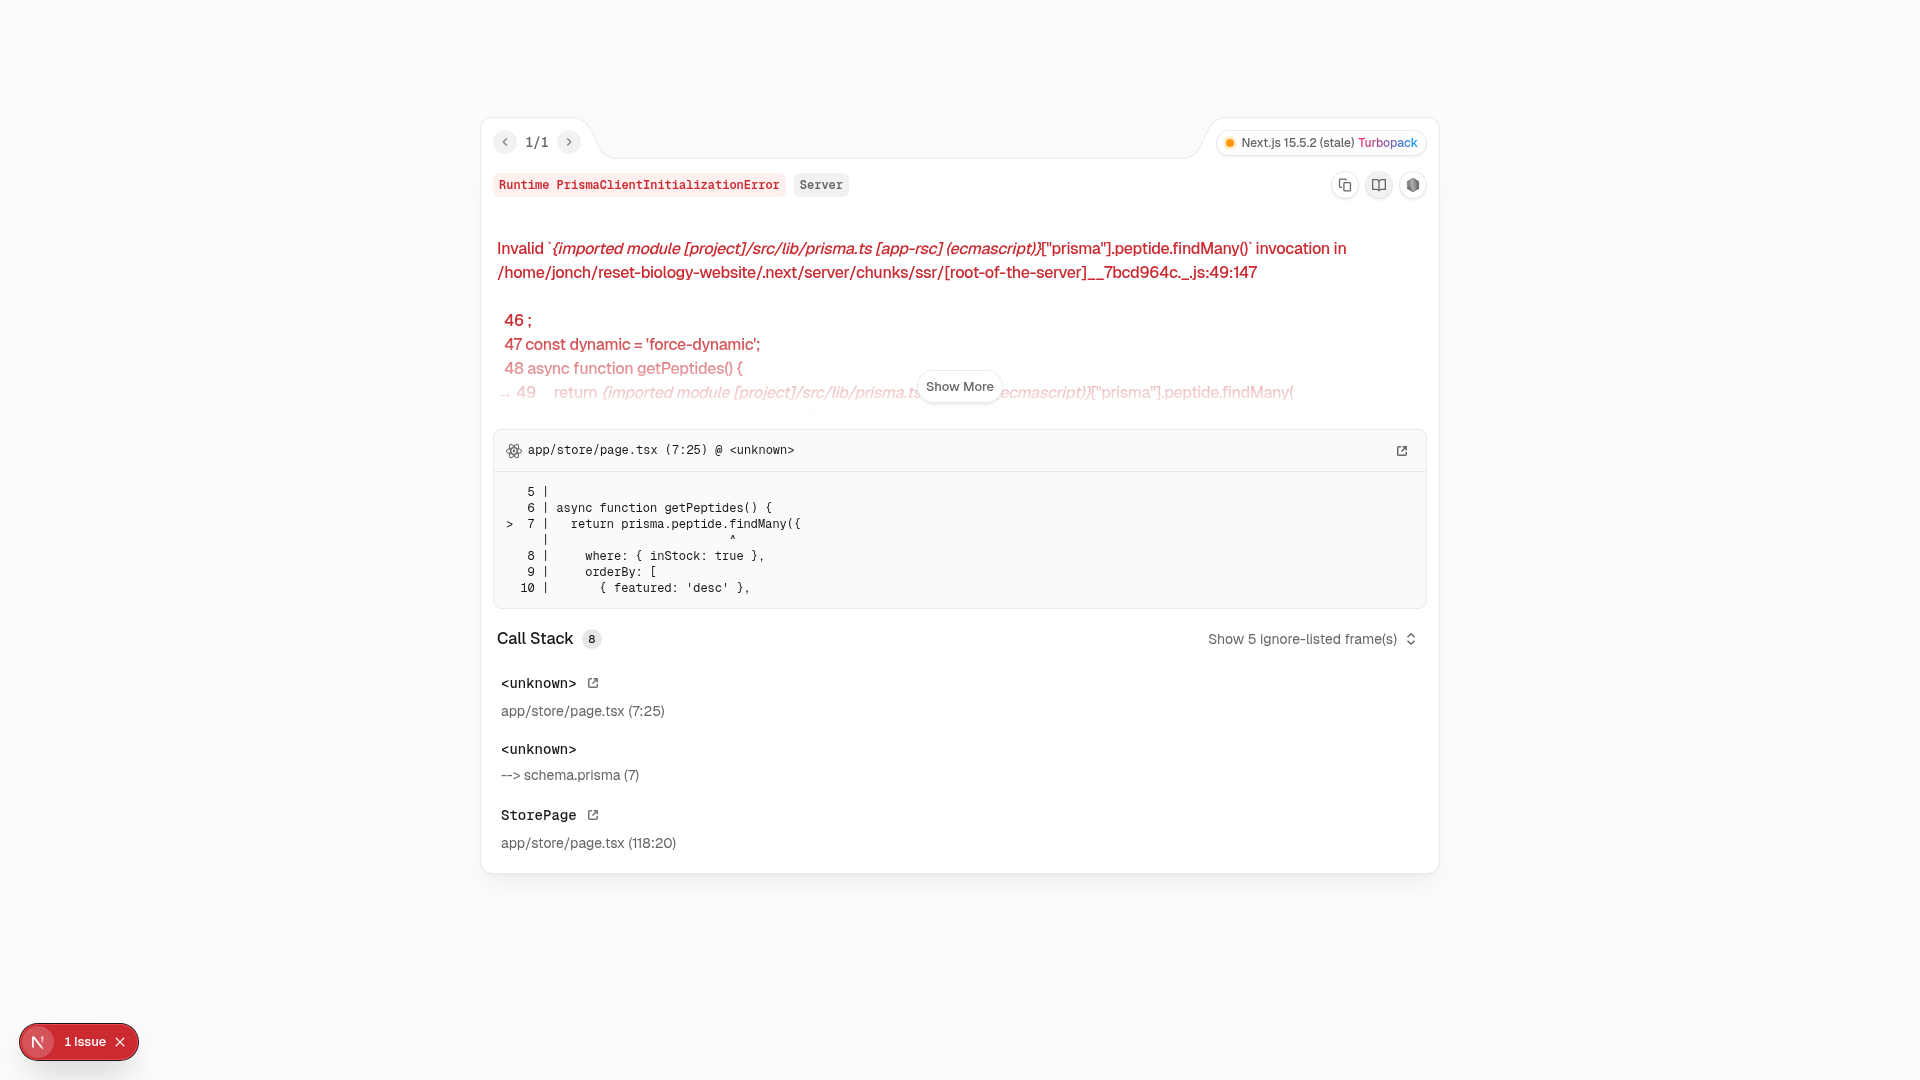 1/1
Next.js 15.5.2 (stale) Turbopack
Runtime PrismaClientInitializationError Server
Invalid `{imported module [project]/src/lib/prisma.ts [app-rsc] (ecmascript)}["prisma"].peptide.findMany()` invocation in
/home/jonch/reset-biology-website/.next/server/chunks/ssr/[root-of-the-server]__7bcd964c._.js:49:147
46 ;
47 const dynamic = 'force-dynamic';
48 async function getPeptides() {
→ 49 return {imported module [project]/src/lib/prisma.ts ecmascript)}["prisma"].peptide.findMany(
Show More
app/store/page.tsx (7:25) @ <unknown>
5 |
6 | async function getPeptides() {
> 7 | return prisma.peptide.findMany({
| ^
8 | where: { inStock: true },
9 | orderBy: [
10 | { featured: 'desc' },
Call Stack 8
Show 5 ignore-listed frame(s)
<unknown>
app/store/page.tsx (7:25)
<unknown>
--> schema.prisma (7)
StorePage
app/store/page.tsx (118:20)
N 1 Issue